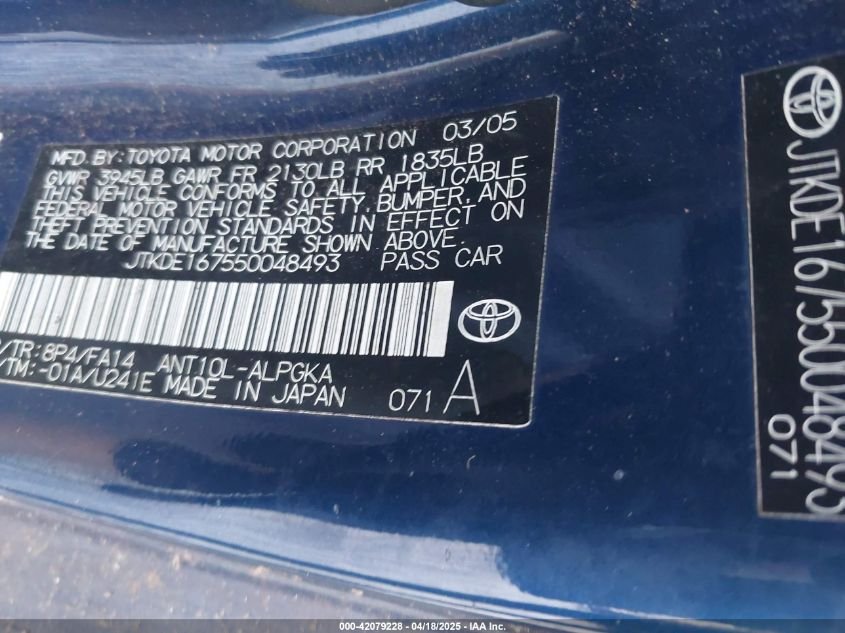 MFD. BY: TOYOTA MOTOR CORPORATION 03/05
GVWR 3945LB GAWR FR 2130LB RR 1835LB
THIS VEHICLE CONFORMS TO ALL APPLICABLE
FEDERAL MOTOR VEHICLE SAFETY, BUMPER, AND
THEFT PREVENTION STANDARDS IN EFFECT ON
THE DATE OF MANUFACTURE SHOWN ABOVE.
JTKDE167550048493 PASS CAR
/TR: 8P4/FA14 ANT10L-ALPGKA
/TM: -01A/U241E MADE IN JAPAN
071 A
JTKDE167550048493
071
000-42079228 - 04/18/2025 - IAA Inc.